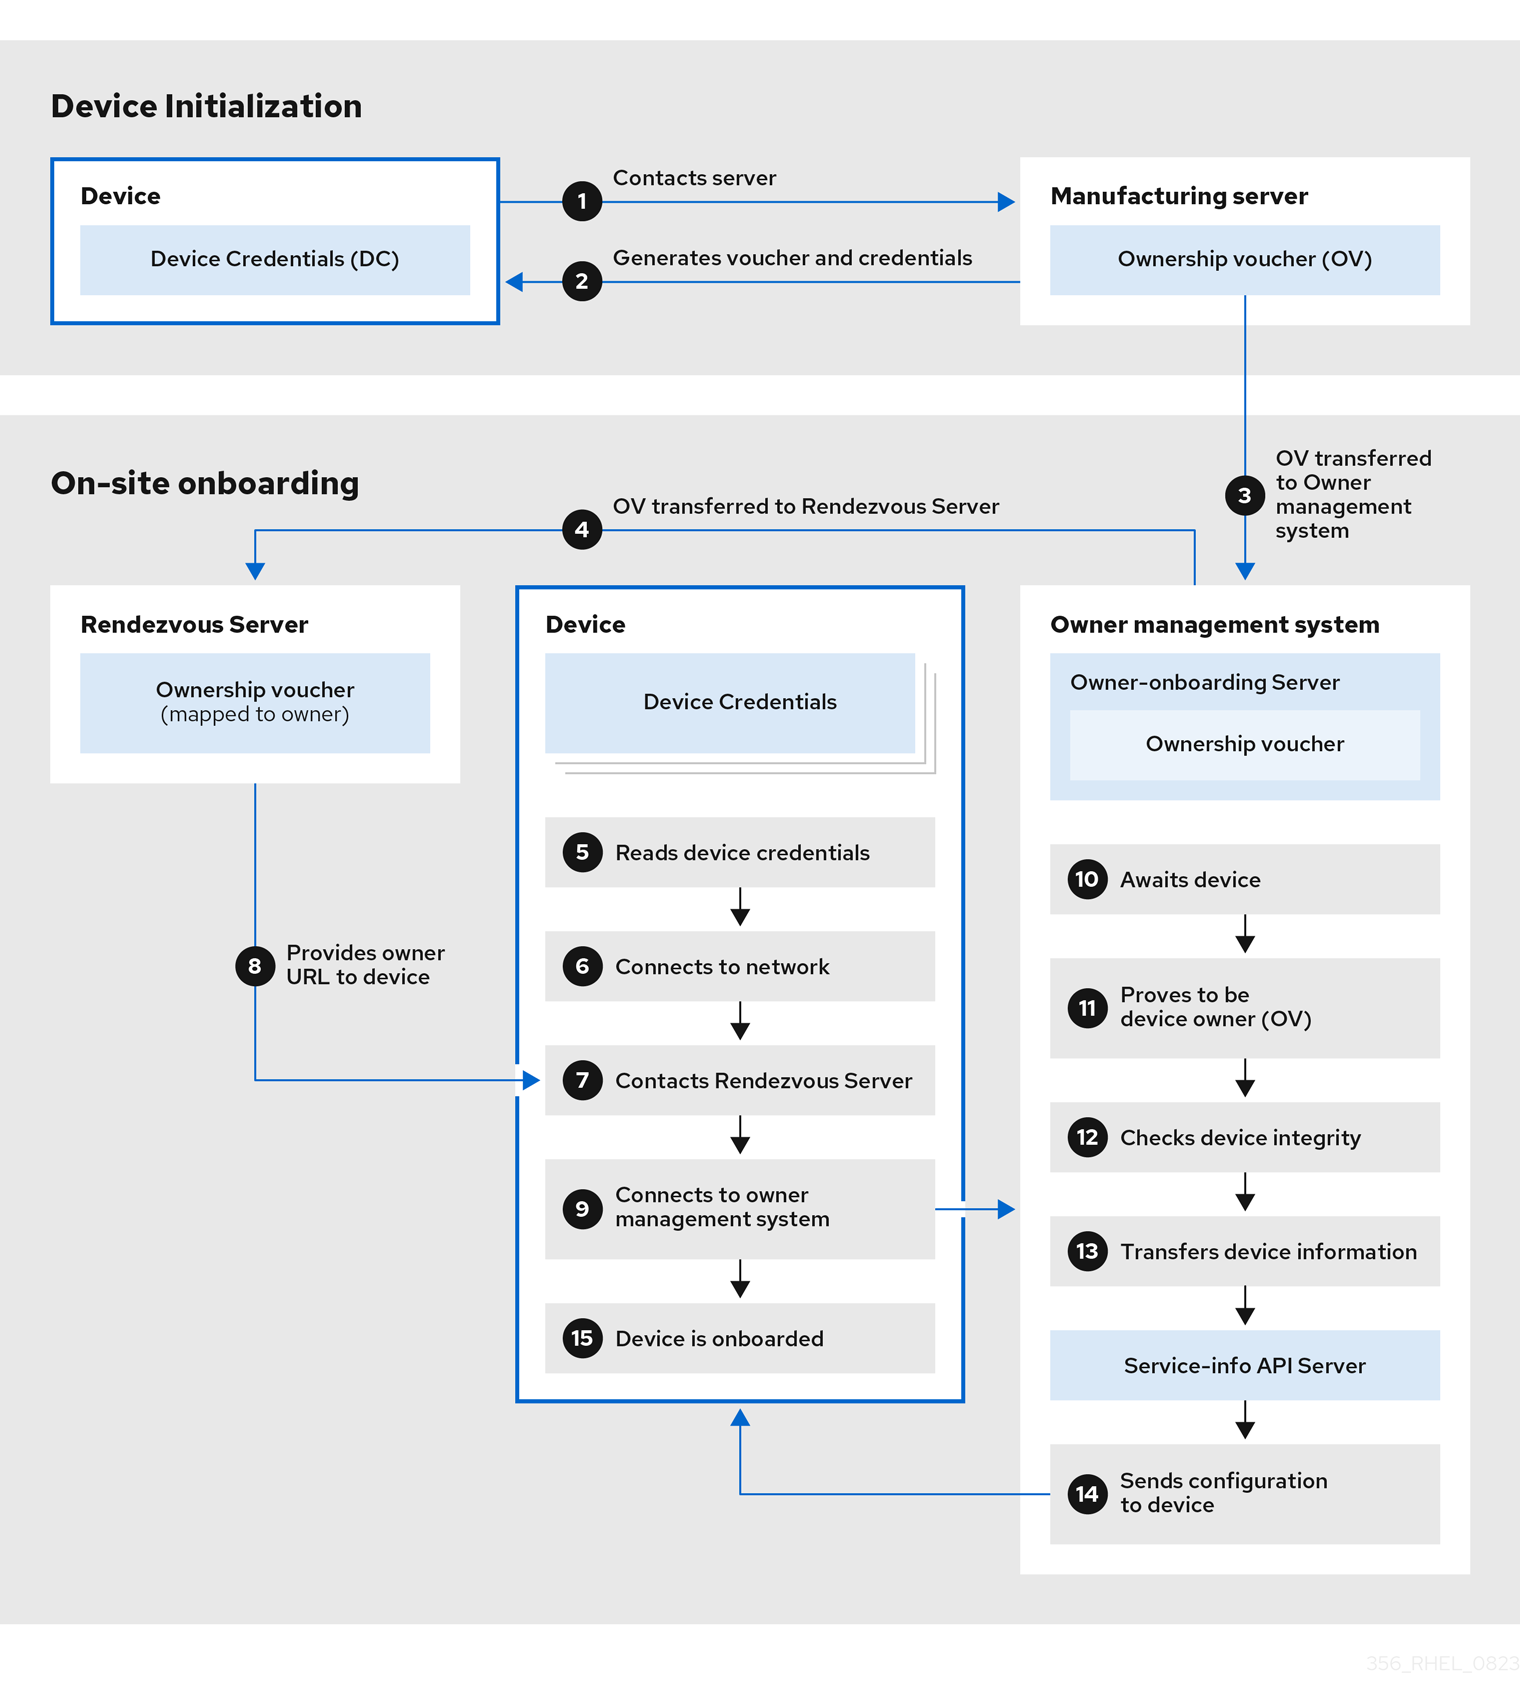 Device Initialization
Device
Device Credentials (DC)
1
Contacts server
2
Generates voucher and credentials
Manufacturing server
Ownership voucher (OV)
On-site onboarding
3
OV transferred
to Owner
management
system
4
OV transferred to Rendezvous Server
Rendezvous Server
Ownership voucher
(mapped to owner)
8
Provides owner
URL to device
Device
Device Credentials
5
Reads device credentials
6
Connects to network
7
Contacts Rendezvous Server
9
Connects to owner
management system
15
Device is onboarded
Owner management system
Owner-onboarding Server
Ownership voucher
10
Awaits device
11
Proves to be
device owner (OV)
12
Checks device integrity
13
Transfers device information
Service-info API Server
14
Sends configuration
to device
356_RHEL_0823